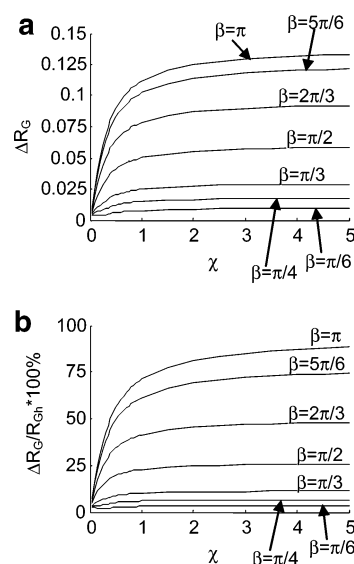 a
β=π
β=5π/6
0.15
0.125
0.1
0.075
0.05
0.025
0
ΔR_G
β=2π/3
β=π/2
β=π/3
0 1 2 3 4 5
β=π/4
χ
β=π/6
b
100
75
50
25
0
ΔR_G/R_Gh*100%
β=π
β=5π/6
β=2π/3
β=π/2
β=π/3
0 1 2 3 4 5
χ
β=π/4
β=π/6